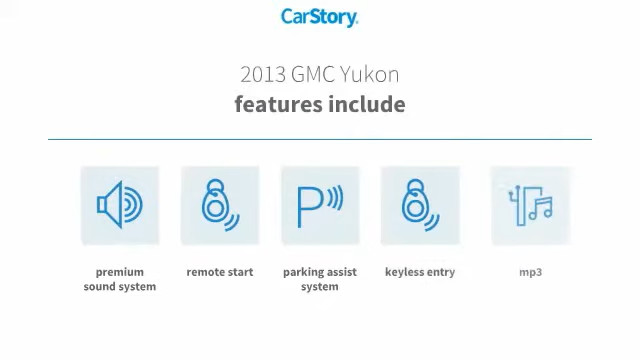 CarStory.
2013 GMC Yukon
features include
premium
sound system
remote start
parking assist
system
keyless entry
mp3